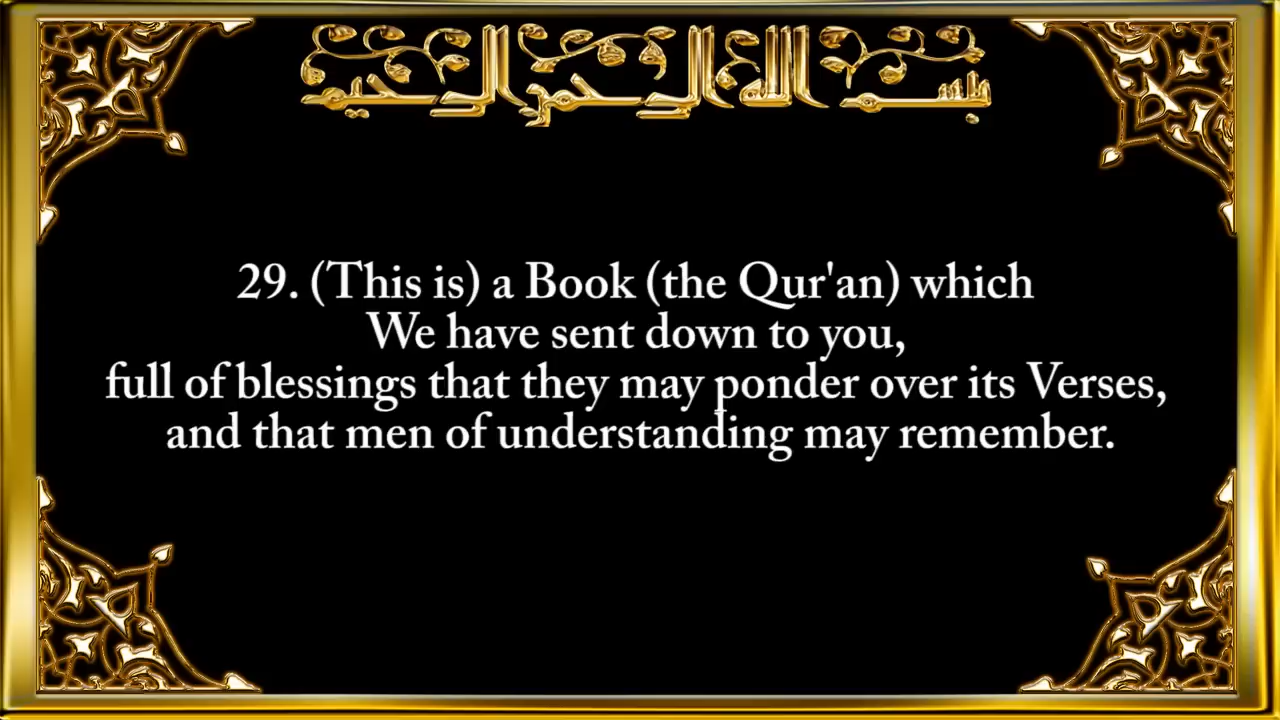 بسم الله الرحمن الرحيم
29. (This is) a Book (the Qur'an) which
We have sent down to you,
full of blessings that they may ponder over its Verses,
and that men of understanding may remember.